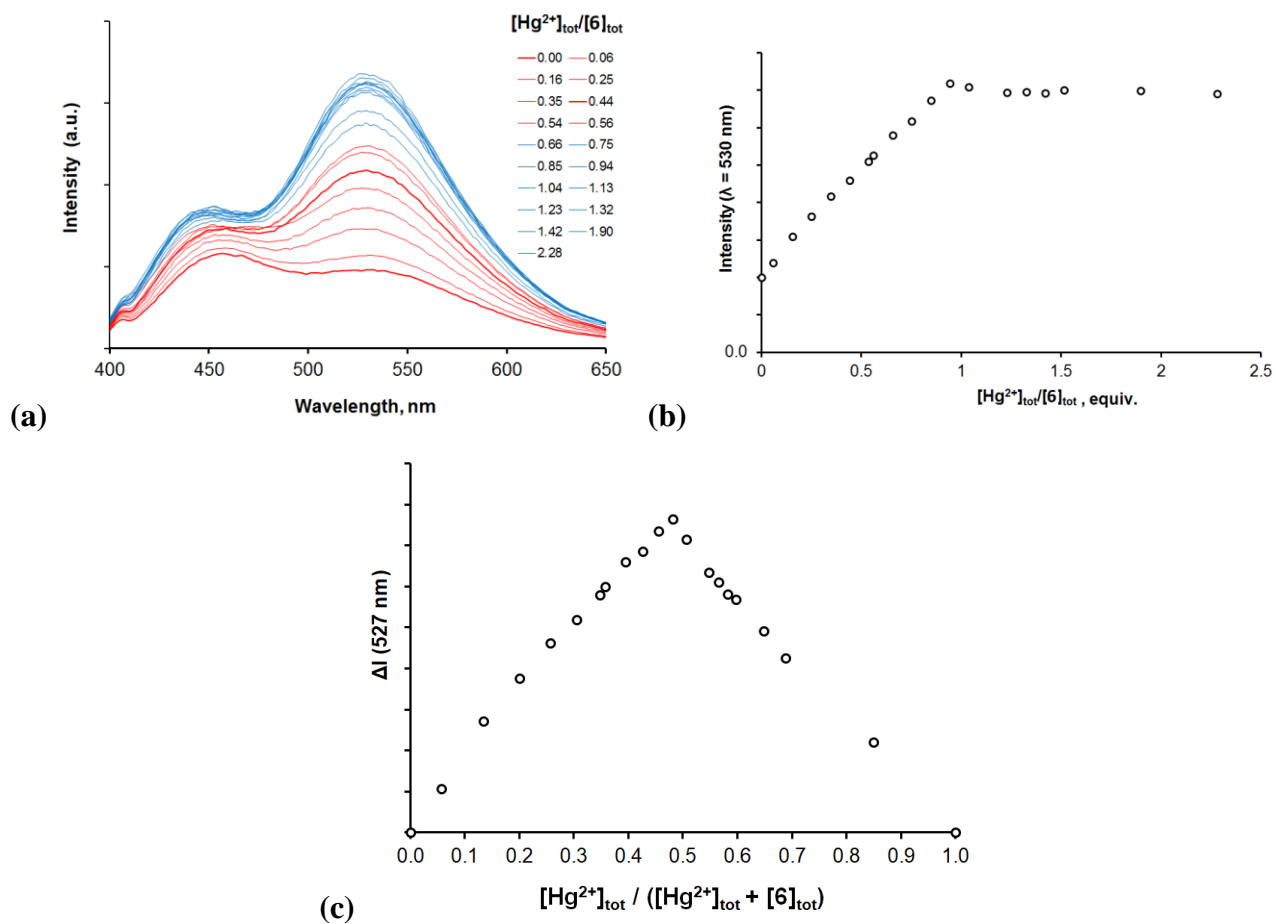 [Hg2+]tot/[6]tot
0.00 0.06
0.16 0.25
0.35 0.44
0.54 0.56
0.66 0.75
0.85 0.94
1.04 1.13
1.23 1.32
1.42 1.90
2.28
Intensity (a.u.)
400 450 500 550 600 650
Wavelength, nm
(a)
Intensity (λ = 530 nm)
0.0
0 0.5 1 1.5 2 2.5
[Hg2+]tot/[6]tot , equiv.
(b)
ΔI (527 nm)
0.0 0.1 0.2 0.3 0.4 0.5 0.6 0.7 0.8 0.9 1.0
[Hg2+]tot / ([Hg2+]tot + [6]tot)
(c)